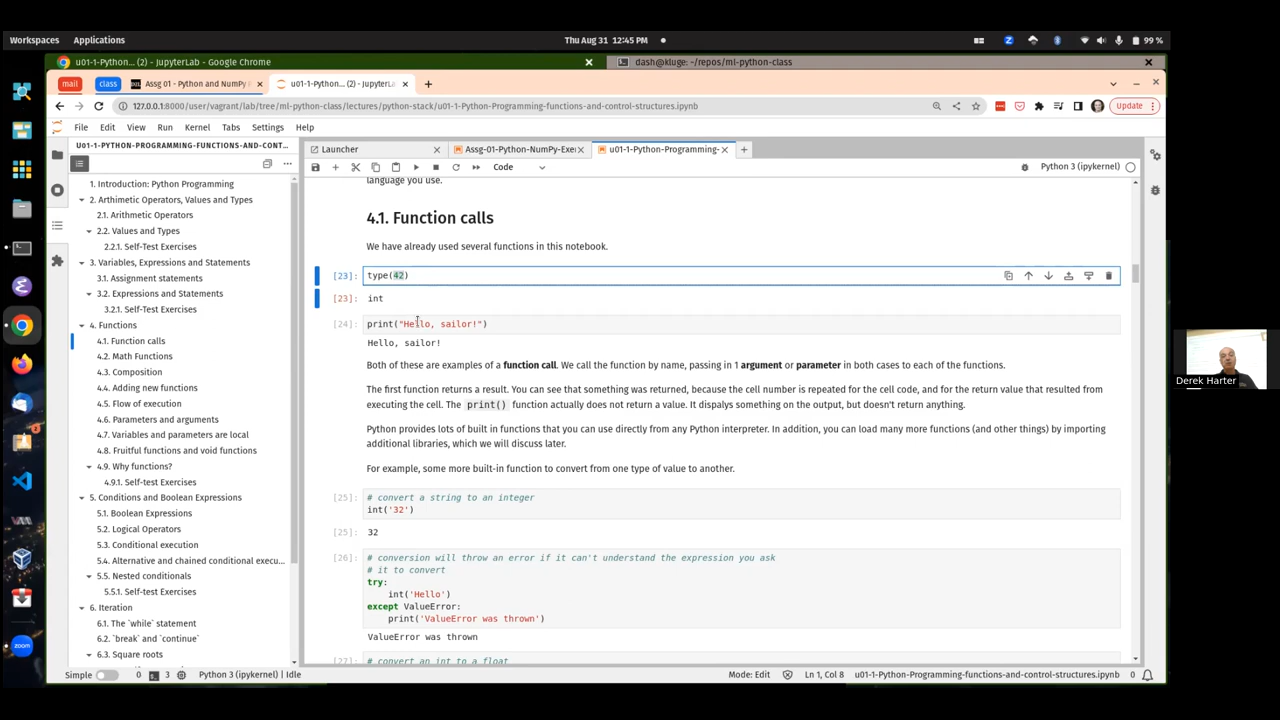 Workspaces Applications Thu Aug 31 12:45 PM 99 %
u01-1-Python... (2) - JupyterLab - Google Chrome dash@kluge: ~/repos/ml-python-class
mail class Assg 01 - Python and NumPy u01-1-Python... (2) - JupyterLab
127.0.0.1:8000/user/vagrant/lab/tree/ml-python-class/lectures/python-stack/u01-1-Python-Programming-functions-and-control-structures.ipynb Update
File Edit View Run Kernel Tabs Settings Help
U01-1-PYTHON-PROGRAMMING-FUNCTIONS-AND-CONT...
Launcher Assg-01-Python-NumPy-Exe u01-1-Python-Programming-
Code Python 3 (ipykernel)
1. Introduction: Python Programming
2. Arthimetic Operators, Values and Types
2.1. Arithmetic Operators
2.2. Values and Types
2.2.1. Self-Test Exercises
3. Variables, Expressions and Statements
3.1. Assignment statements
3.2. Expressions and Statements
3.2.1. Self-Test Exercises
4. Functions
4.1. Function calls
4.2. Math Functions
4.3. Composition
4.4. Adding new functions
4.5. Flow of execution
4.6. Parameters and arguments
4.7. Variables and parameters are local
4.8. Fruitful functions and void functions
4.9. Why functions?
4.9.1. Self-test Exercises
5. Conditions and Boolean Expressions
5.1. Boolean Expressions
5.2. Logical Operators
5.3. Conditional execution
5.4. Alternative and chained conditional execu...
5.5. Nested conditionals
5.5.1. Self-test Exercises
6. Iteration
6.1. The `while` statement
6.2. `break` and `continue`
6.3. Square roots
language you use.
4.1. Function calls
We have already used several functions in this notebook.
[23]: type(42)
[23]: int
[24]: print("Hello, sailor!")
Hello, sailor!
Both of these are examples of a function call. We call the function by name, passing in 1 argument or parameter in both cases to each of the functions.
The first function returns a result. You can see that something was returned, because the cell number is repeated for the cell code, and for the return value that resulted from
executing the cell. The print() function actually does not return a value. It dispalys something on the output, but doesn't return anything.
Python provides lots of built in functions that you can use directly from any Python interpreter. In addition, you can load many more functions (and other things) by importing
additional libraries, which we will discuss later.
For example, some more built-in function to convert from one type of value to another.
[25]: # convert a string to an integer
int('32')
[25]: 32
[26]: # conversion will throw an error if it can't understand the expression you ask
# it to convert
try:
int('Hello')
except ValueError:
print('ValueError was thrown')
ValueError was thrown
[27]: # convert an int to a float
Simple 0 3 Python 3 (ipykernel) | Idle Mode: Edit Ln 1, Col 8 u01-1-Python-Programming-functions-and-control-structures.ipynb 0
zoom
Derek Harter